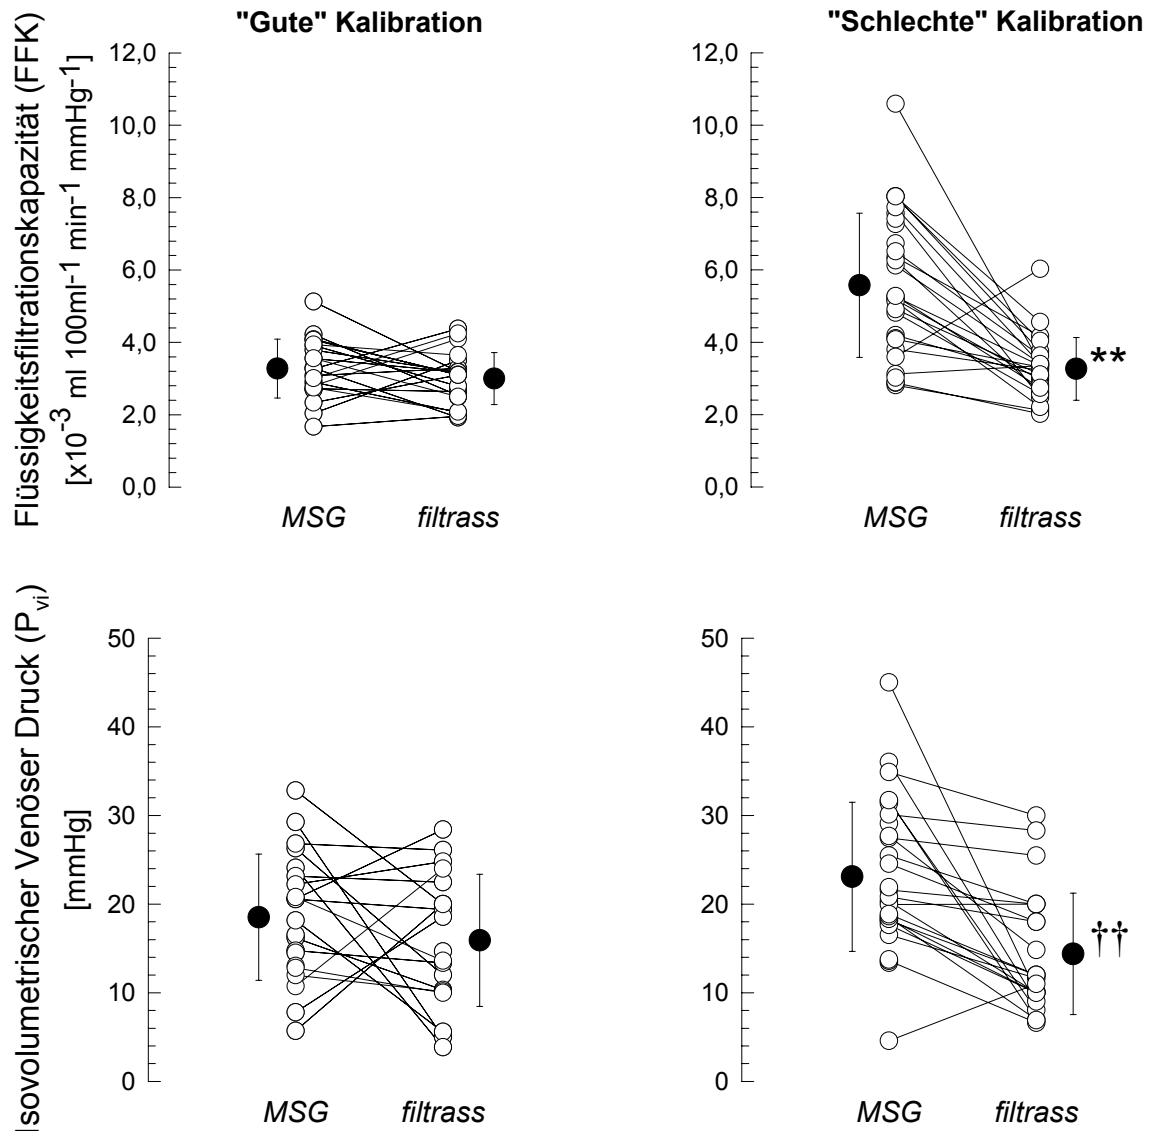 "Gute" Kalibration
"Schlechte" Kalibration
Flüssigkeitsfiltrationskapazität (FFK)
[x10⁻³ ml 100ml⁻¹ min⁻¹ mmHg⁻¹]
12,0
10,0
8,0
6,0
4,0
2,0
0,0
MSG filtrass
12,0
10,0
8,0
6,0
4,0
2,0
0,0
**
MSG filtrass
Isovolumetrischer Venöser Druck (Pvi)
[mmHg]
50
40
30
20
10
0
MSG filtrass
50
40
30
20
10
0
††
MSG filtrass